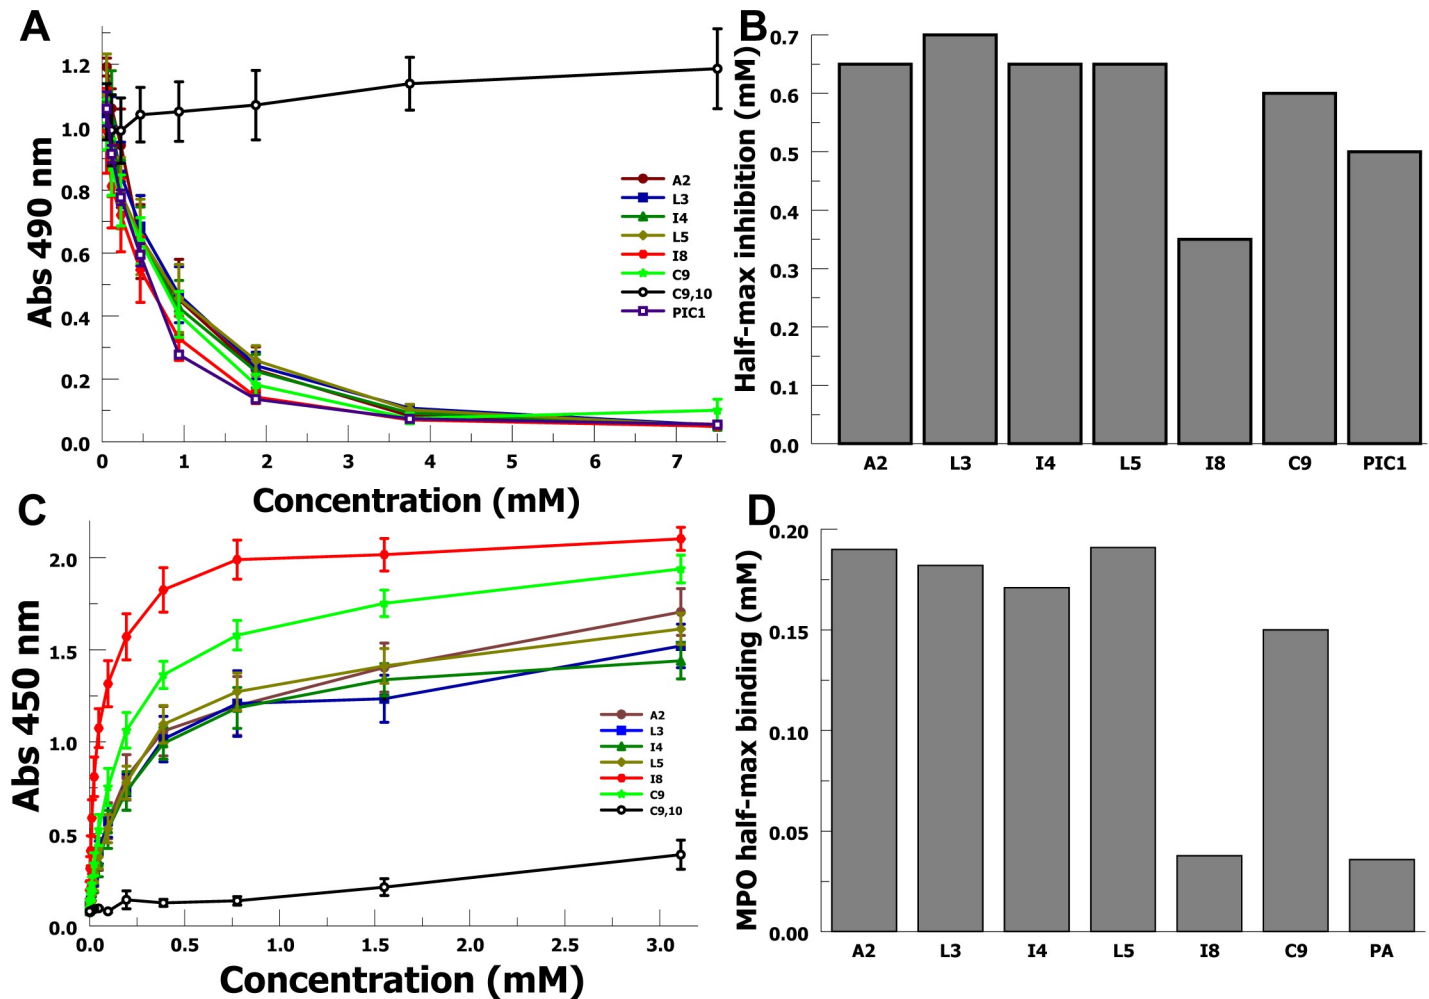 A
Abs 490 nm
1.2
1.0
0.8
0.6
0.4
0.2
0.0
0 1 2 3 4 5 6 7
Concentration (mM)
A2
L3
I4
L5
I8
C9
C9,10
PIC1
B
Half-max inhibition (mM)
0.7
0.6
0.5
0.4
0.3
0.2
0.1
0.0
A2 L3 I4 L5 I8 C9 PIC1
C
Abs 450 nm
2.0
1.5
1.0
0.5
0.0
0.0 0.5 1.0 1.5 2.0 2.5 3.0
Concentration (mM)
A2
L3
I4
L5
I8
C9
C9,10
D
MPO half-max binding (mM)
0.20
0.15
0.10
0.05
0.00
A2 L3 I4 L5 I8 C9 PA